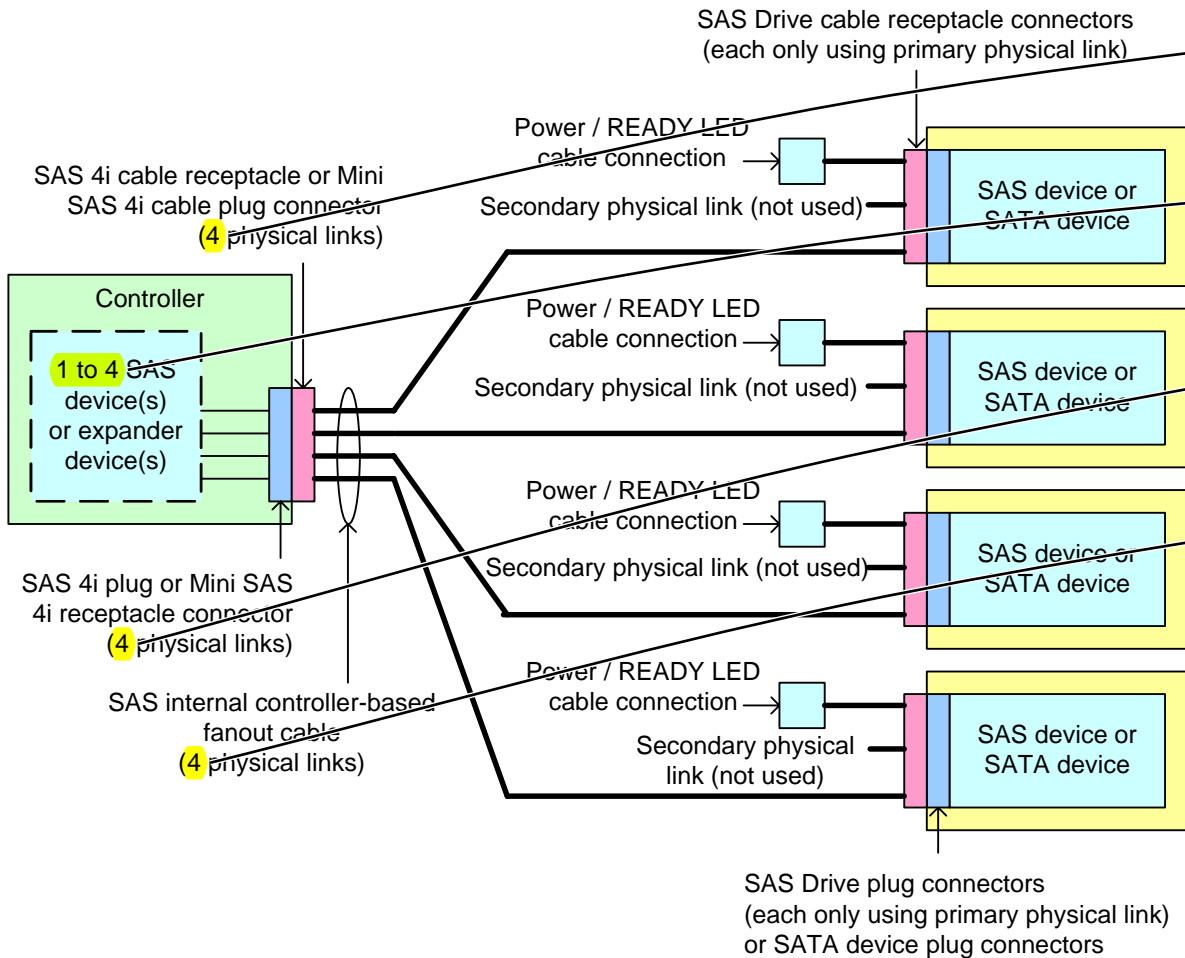 SAS Drive cable receptacle connectors
(each only using primary physical link)
Power / READY LED
cable connection
SAS 4i cable receptacle or Mini
SAS 4i cable plug connector
(4 physical links)
Secondary physical link (not used)
SAS device or
SATA device
Controller
1 to 4 SAS
device(s)
or expander
device(s)
Power / READY LED
cable connection
Secondary physical link (not used)
SAS device or
SATA device
Power / READY LED
cable connection
Secondary physical link (not used)
SAS device or
SATA device
SAS 4i plug or Mini SAS
4i receptacle connector
(4 physical links)
SAS internal controller-based
fanout cable
(4 physical links)
Power / READY LED
cable connection
Secondary physical
link (not used)
SAS device or
SATA device
SAS Drive plug connectors
(each only using primary physical link)
or SATA device plug connectors